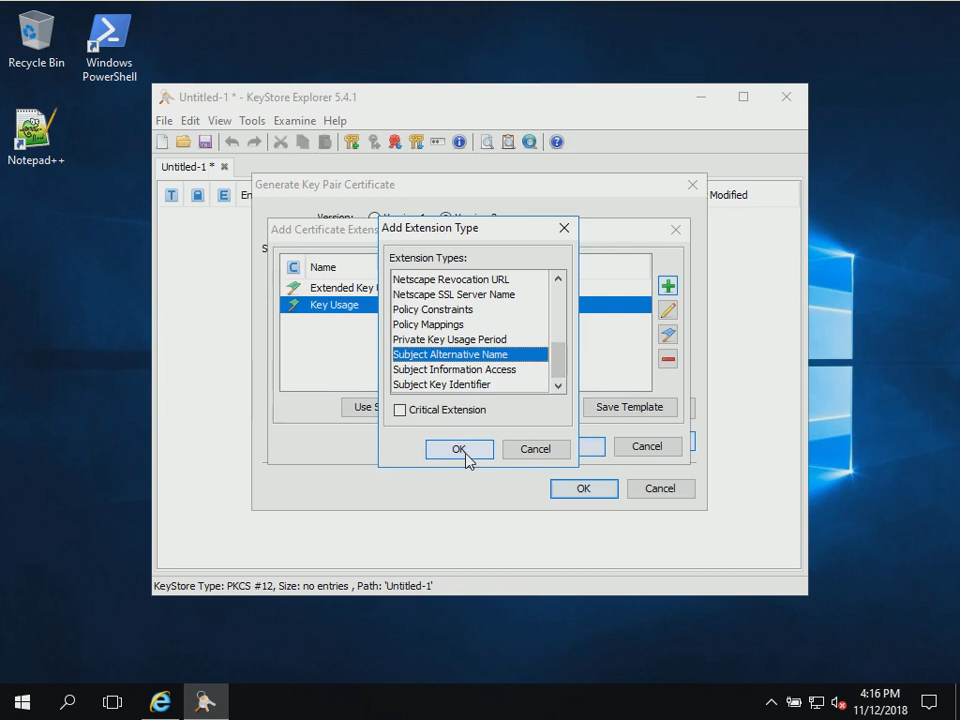 Recycle Bin
Windows
PowerShell
Notepad++
Untitled-1 * - KeyStore Explorer 5.4.1
File Edit View Tools Examine Help
Untitled-1 *
T E En Modified
Generate Key Pair Certificate
Add Certificate Extens
C Name
Extended Key
Key Usage
Add Extension Type
Extension Types:
Netscape Revocation URL
Netscape SSL Server Name
Policy Constraints
Policy Mappings
Private Key Usage Period
Subject Alternative Name
Subject Information Access
Subject Key Identifier
Critical Extension
OK Cancel
Use Save Template
Cancel
OK Cancel
KeyStore Type: PKCS #12, Size: no entries , Path: 'Untitled-1'
4:16 PM
11/12/2018